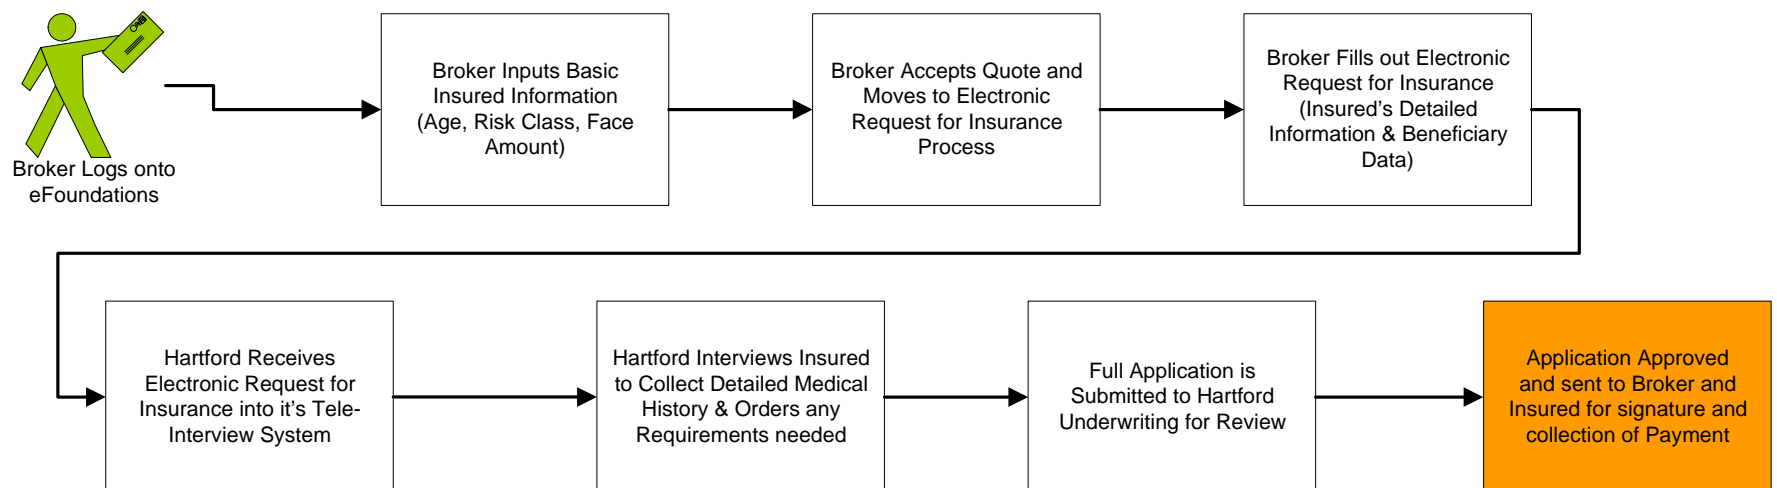 Broker Logs onto
eFoundations
Broker Inputs Basic
Insured Information
(Age, Risk Class, Face
Amount)
Broker Accepts Quote and
Moves to Electronic
Request for Insurance
Process
Broker Fills out Electronic
Request for Insurance
(Insured's Detailed
Information & Beneficiary
Data)
Hartford Receives
Electronic Request for
Insurance into it's Tele-
Interview System
Hartford Interviews Insured
to Collect Detailed Medical
History & Orders any
Requirements needed
Full Application is
Submitted to Hartford
Underwriting for Review
Application Approved
and sent to Broker and
Insured for signature and
collection of Payment